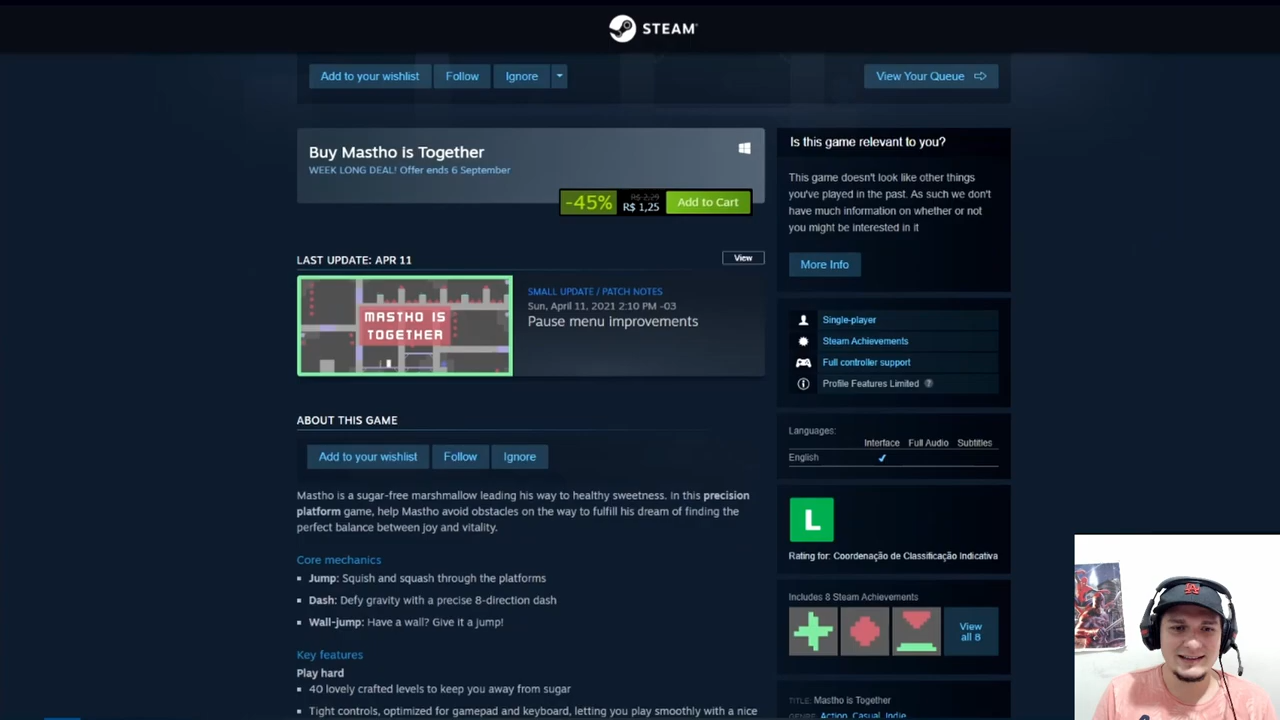 STEAM
Add to your wishlist
Follow
Ignore
View Your Queue
Buy Mastho is Together
WEEK LONG DEAL! Offer ends 6 September
-45%
R$ 2,29
R$ 1,25
Add to Cart
Is this game relevant to you?
This game doesn't look like other things
you've played in the past. As such we don't
have much information on whether or not
you might be interested in it
More Info
LAST UPDATE: APR 11
View
MASTHO IS
TOGETHER
SMALL UPDATE / PATCH NOTES
Sun, April 11, 2021 2:10 PM -03
Pause menu improvements
Single-player
Steam Achievements
Full controller support
Profile Features Limited ?
Languages:
Interface Full Audio Subtitles
English ✔
L
Rating for: Coordenação de Classificação Indicativa
Includes 8 Steam Achievements
View
all 8
TITLE: Mastho is Together
GENRE: Action, Casual, Indie
ABOUT THIS GAME
Add to your wishlist
Follow
Ignore
Mastho is a sugar-free marshmallow leading his way to healthy sweetness. In this precision
platform game, help Mastho avoid obstacles on the way to fulfill his dream of finding the
perfect balance between joy and vitality.
Core mechanics
▪ Jump: Squish and squash through the platforms
▪ Dash: Defy gravity with a precise 8-direction dash
▪ Wall-jump: Have a wall? Give it a jump!
Key features
Play hard
▪ 40 lovely crafted levels to keep you away from sugar
▪ Tight controls, optimized for gamepad and keyboard, letting you play smoothly with a nice